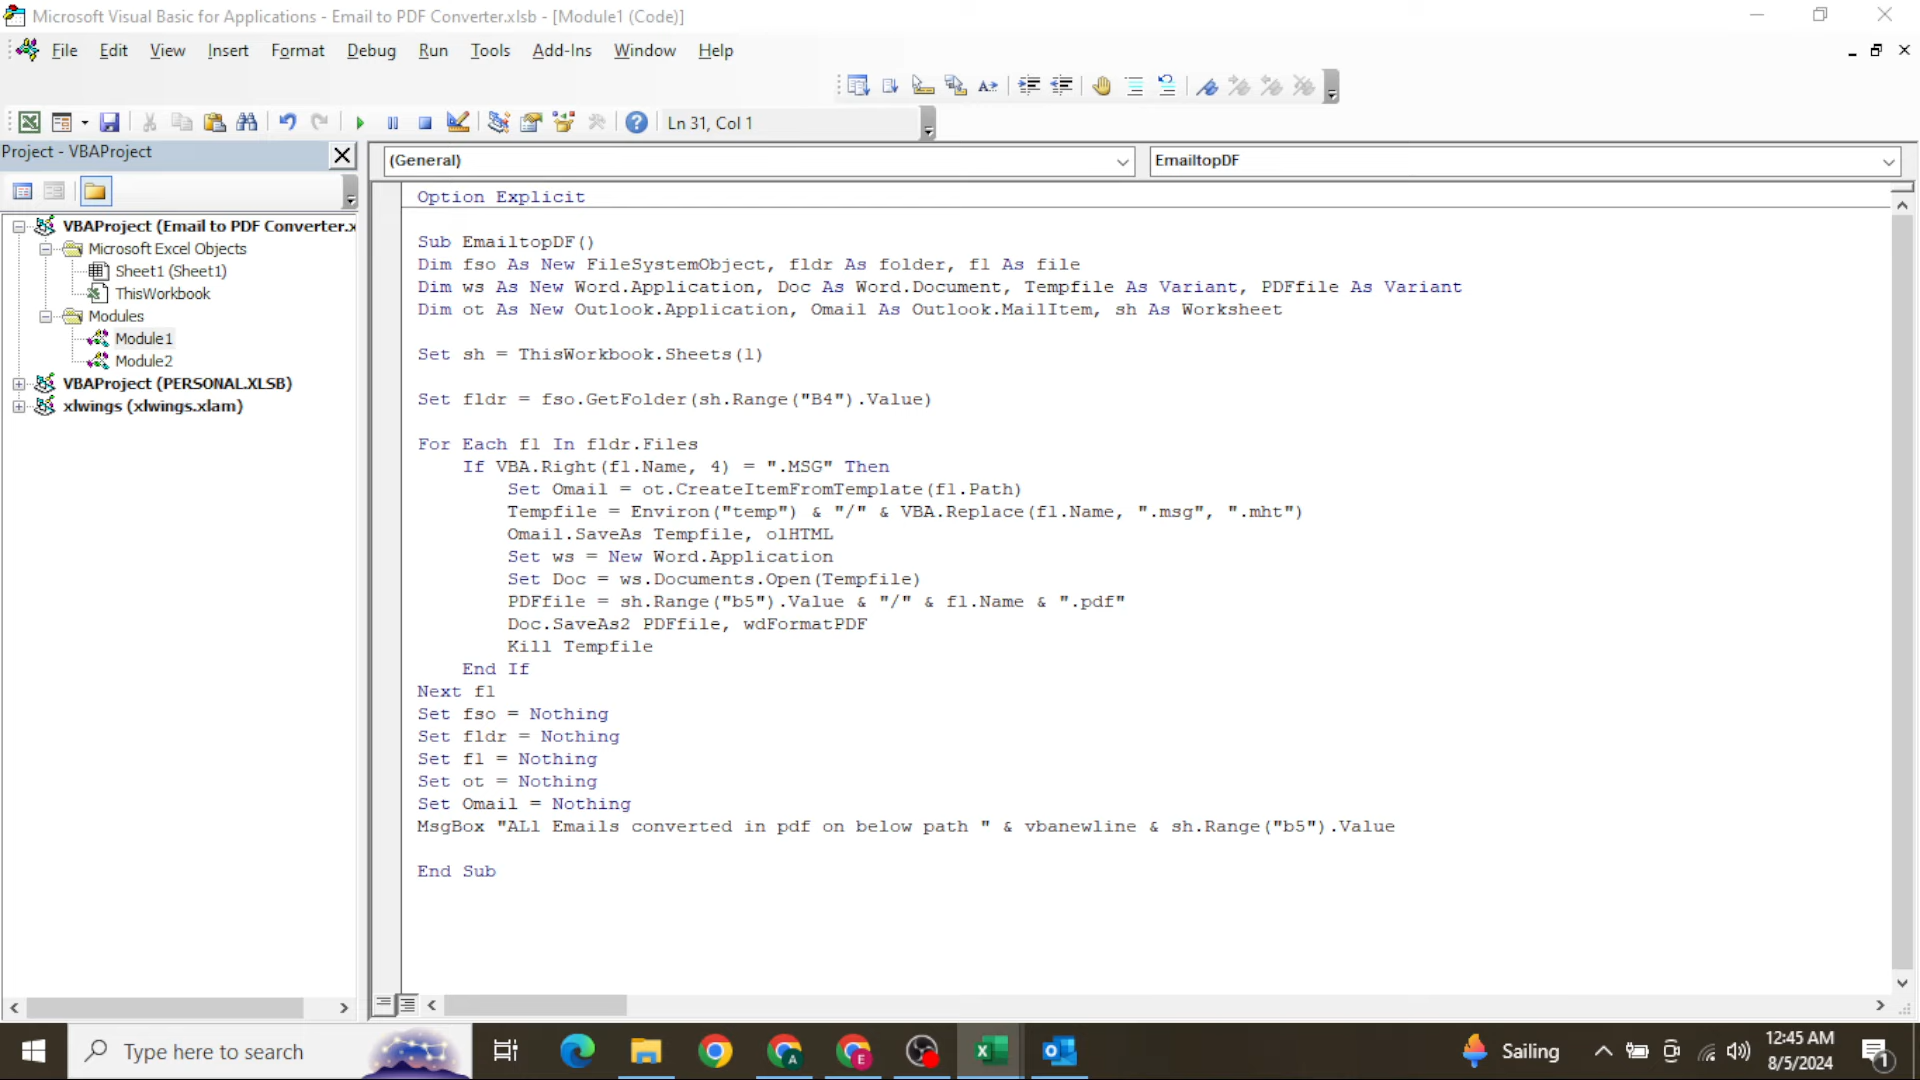 Microsoft Visual Basic for Applications - Email to PDF Converter.xlsb - [Module1 (Code)]
File Edit View Insert Format Debug Run Tools Add-Ins Window Help
Ln 31, Col 1
Project - VBAProject
(General) EmailtopDF
VBAProject (Email to PDF Converter.x
Microsoft Excel Objects
Sheet1 (Sheet1)
ThisWorkbook
Modules
Module1
Module2
VBAProject (PERSONAL.XLSB)
xlwings (xlwings.xlam)
Option Explicit
Sub EmailtopDF()
Dim fso As New FileSystemObject, fldr As folder, fl As file
Dim ws As New Word.Application, Doc As Word.Document, Tempfile As Variant, PDFfile As Variant
Dim ot As New Outlook.Application, Omail As Outlook.MailItem, sh As Worksheet
Set sh = ThisWorkbook.Sheets(1)
Set fldr = fso.GetFolder(sh.Range("B4").Value)
For Each fl In fldr.Files
If VBA.Right(fl.Name, 4) = ".MSG" Then
Set Omail = ot.CreateItemFromTemplate(fl.Path)
Tempfile = Environ("temp") & "/" & VBA.Replace(fl.Name, ".msg", ".mht")
Omail.SaveAs Tempfile, olHTML
Set ws = New Word.Application
Set Doc = ws.Documents.Open(Tempfile)
PDFfile = sh.Range("b5").Value & "/" & fl.Name & ".pdf"
Doc.SaveAs2 PDFfile, wdFormatPDF
Kill Tempfile
End If
Next fl
Set fso = Nothing
Set fldr = Nothing
Set fl = Nothing
Set ot = Nothing
Set Omail = Nothing
MsgBox "ALl Emails converted in pdf on below path " & vbanewline & sh.Range("b5").Value
End Sub
Type here to search
Sailing
12:45 AM
8/5/2024
1